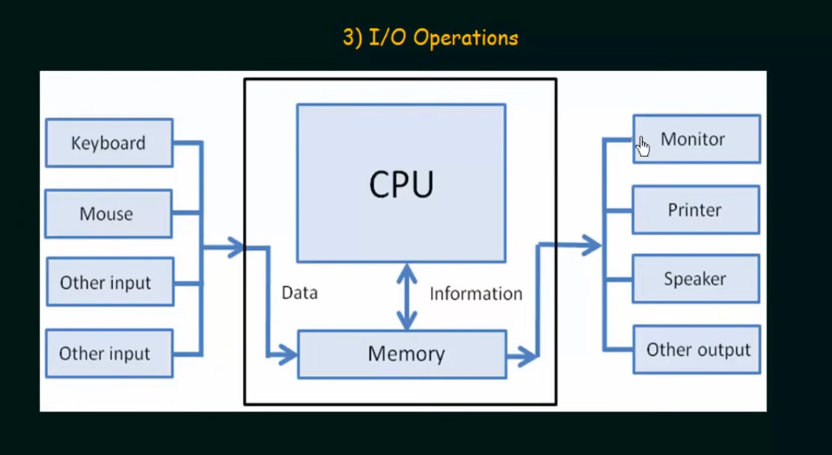 3) I/O Operations
Keyboard
Mouse
Other input
Other input
CPU
Data
Information
Memory
Monitor
Printer
Speaker
Other output